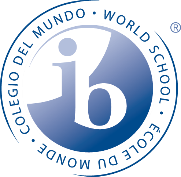 COLEGIO DEL MUNDO · WORLD SCHOOL · ÉCOLE DU MONDE ·
®
ib